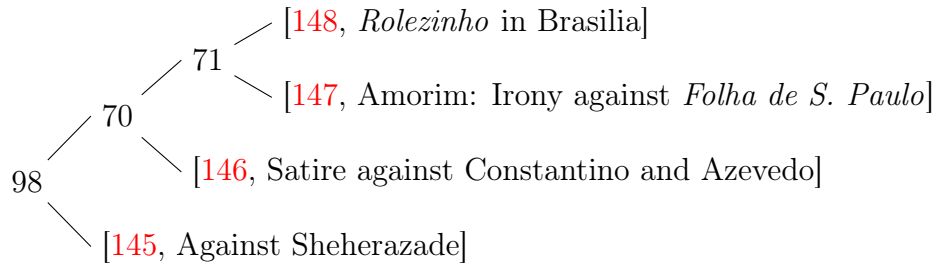 [148, Rolezinho in Brasilia]
71
[147, Amorim: Irony against Folha de S. Paulo]
70
[146, Satire against Constantino and Azevedo]
98
[145, Against Sheherazade]